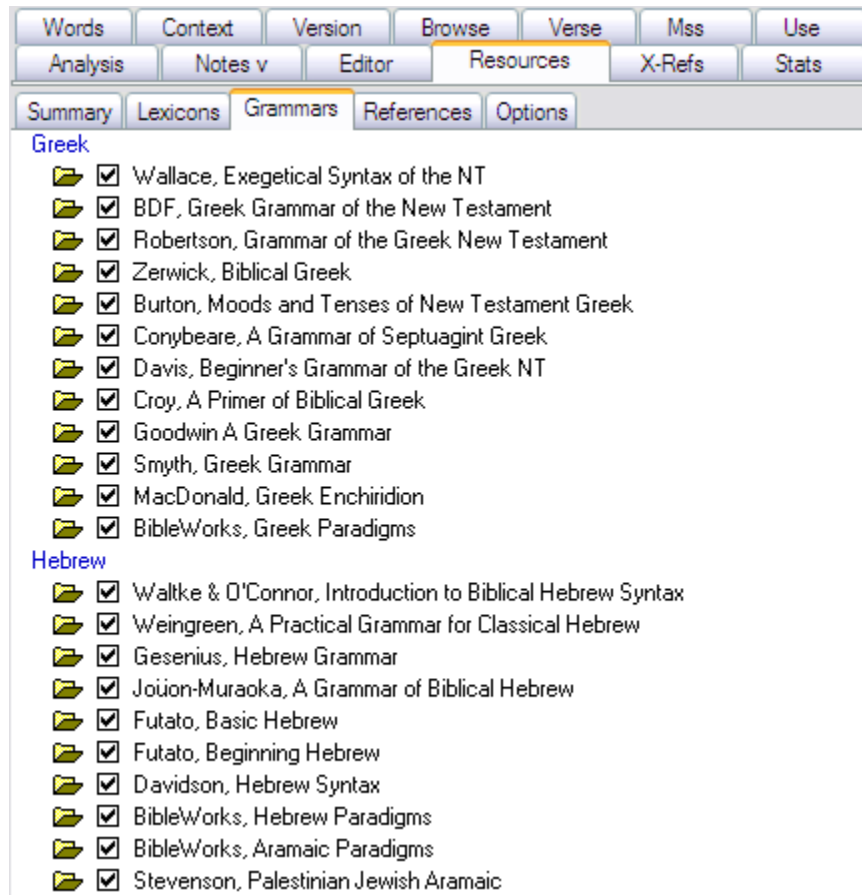 Words Context Version Browse Verse Mss Use
Analysis Notes v Editor Resources X-Refs Stats
Summary Lexicons Grammars References Options
Greek
Wallace, Exegetical Syntax of the NT
BDF, Greek Grammar of the New Testament
Robertson, Grammar of the Greek New Testament
Zerwick, Biblical Greek
Burton, Moods and Tenses of New Testament Greek
Conybeare, A Grammar of Septuagint Greek
Davis, Beginner's Grammar of the Greek NT
Croy, A Primer of Biblical Greek
Goodwin A Greek Grammar
Smyth, Greek Grammar
MacDonald, Greek Enchiridion
BibleWorks, Greek Paradigms
Hebrew
Waltke & O'Connor, Introduction to Biblical Hebrew Syntax
Weingreen, A Practical Grammar for Classical Hebrew
Gesenius, Hebrew Grammar
Joüon-Muraoka, A Grammar of Biblical Hebrew
Futato, Basic Hebrew
Futato, Beginning Hebrew
Davidson, Hebrew Syntax
BibleWorks, Hebrew Paradigms
BibleWorks, Aramaic Paradigms
Stevenson, Palestinian Jewish Aramaic